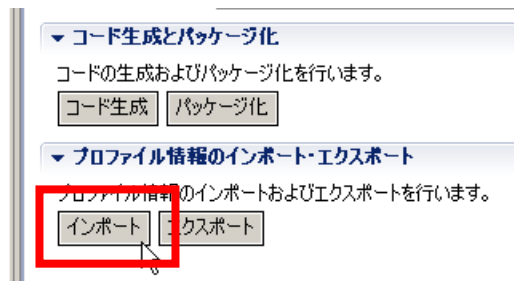 コード生成とパッケージ化
コードの生成およびパッケージ化を行います。
コード生成 パッケージ化
プロファイル情報のインポート・エクスポート
プロファイル情報のインポートおよびエクスポートを行います。
インポート エクスポート